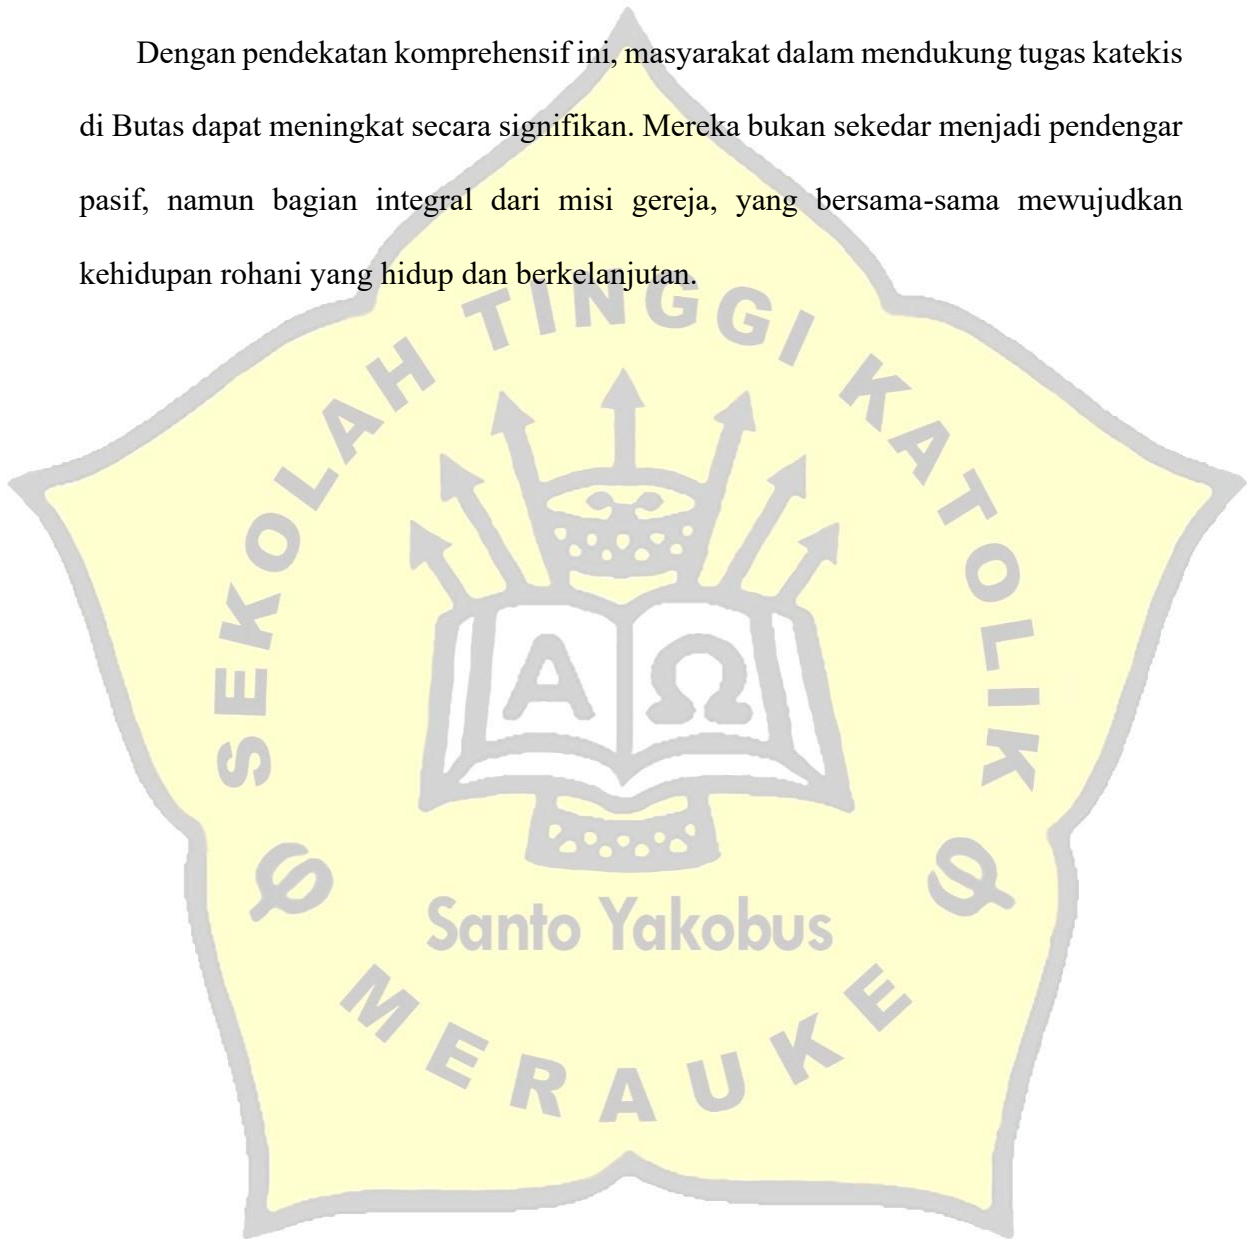 Dengan pendekatan komprehensif ini, masyarakat dalam mendukung tugas katekis
di Butas dapat meningkat secara signifikan. Mereka bukan sekedar menjadi pendengar
pasif, namun bagian integral dari misi gereja, yang bersama-sama mewujudkan
kehidupan rohani yang hidup dan berkelanjutan.
SEKOLAH TINGGI KATOLIK
Α Ω
Santo Yakobus
MERAUKE